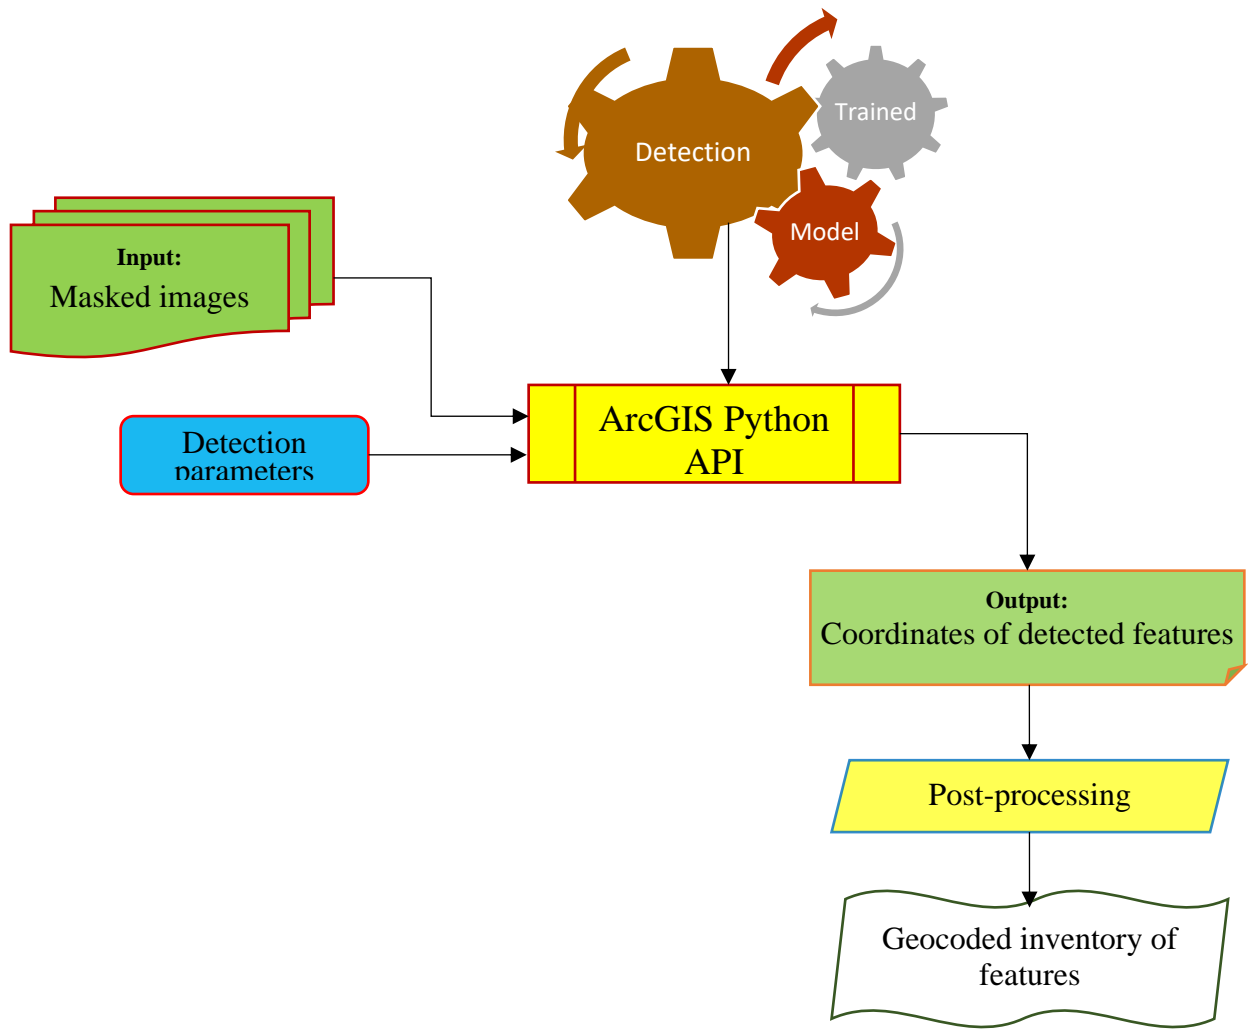 Trained
Detection
Model
Input:
Masked images
ArcGIS Python
API
Detection
parameters
Output:
Coordinates of detected features
Post-processing
Geocoded inventory of
features